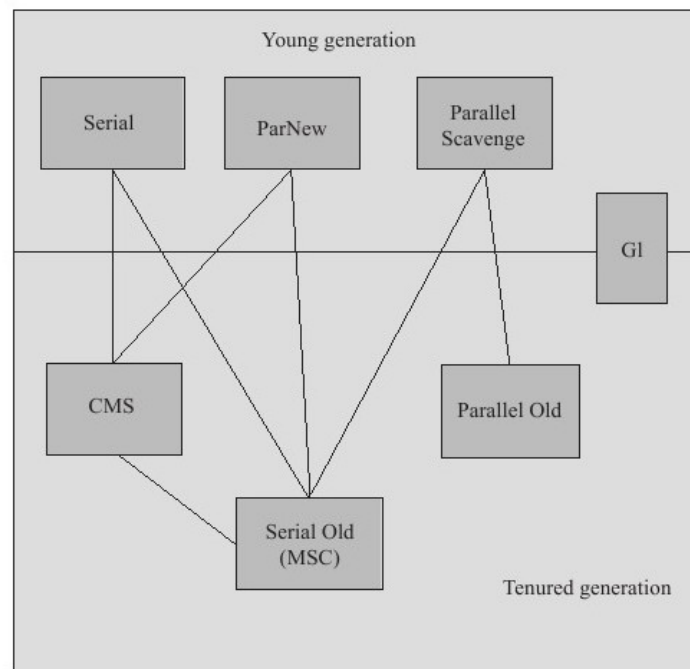 Young generation
Serial
ParNew
Parallel
Scavenge
Gl
CMS
Parallel Old
Serial Old
(MSC)
Tenured generation